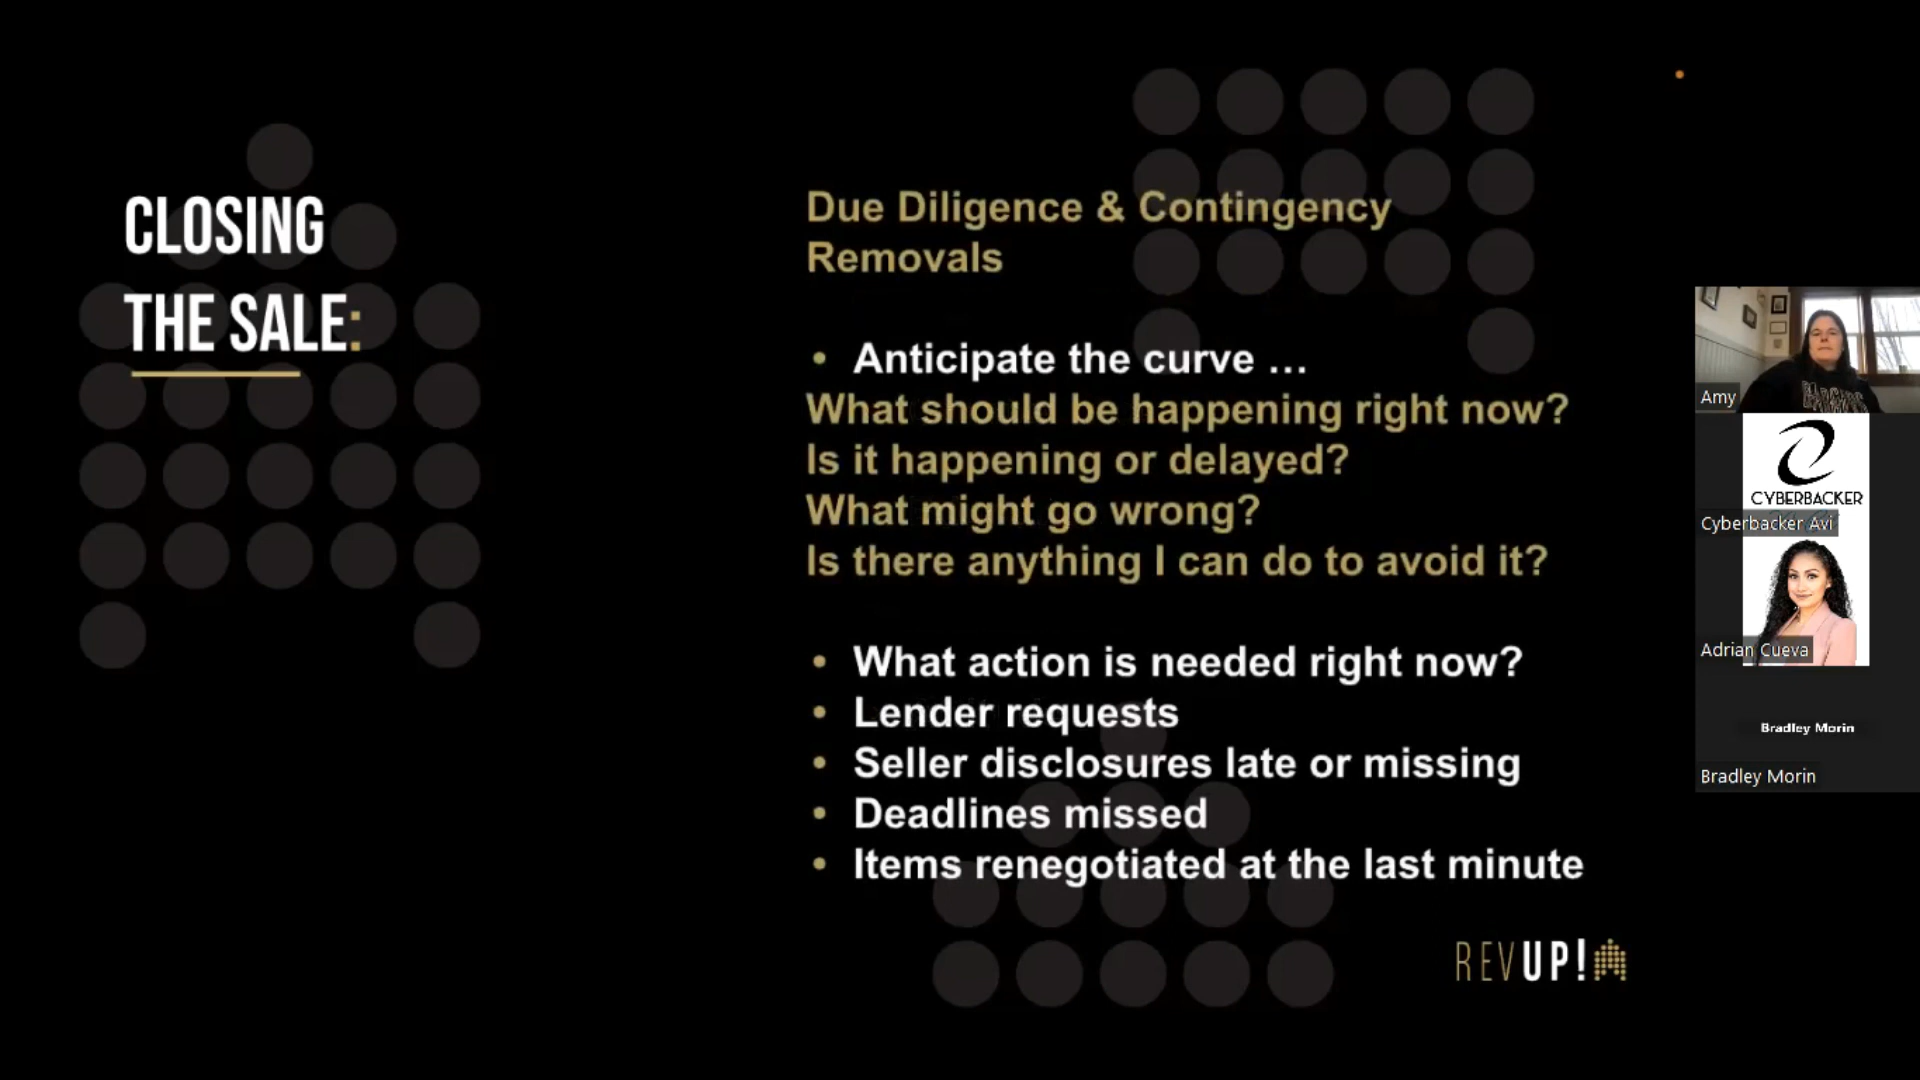 CLOSING
THE SALE:
Due Diligence & Contingency
Removals
• Anticipate the curve ...
What should be happening right now?
Is it happening or delayed?
What might go wrong?
Is there anything I can do to avoid it?
• What action is needed right now?
• Lender requests
• Seller disclosures late or missing
• Deadlines missed
• Items renegotiated at the last minute
REVUP!
Amy
CYBERBACKER
Cyberbacker Avi
Adrian Cueva
Bradley Morin
Bradley Morin